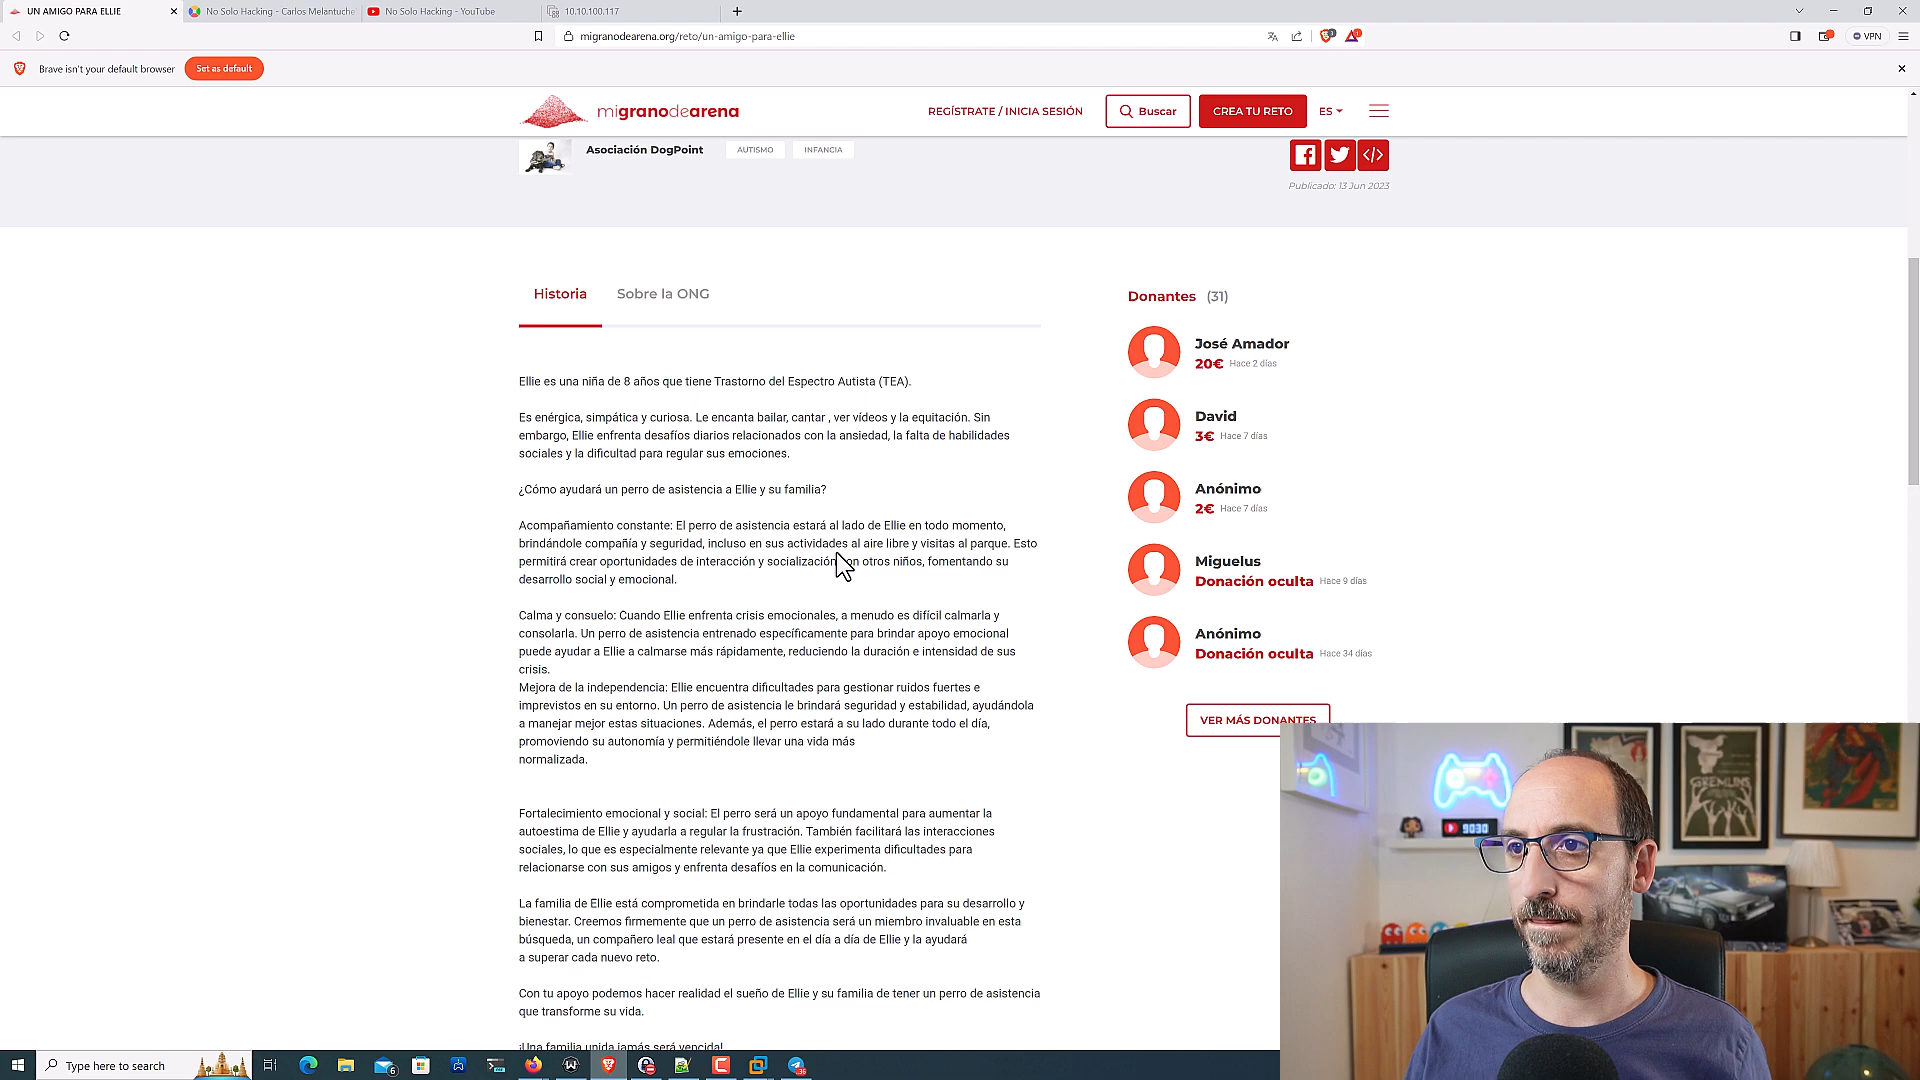 UN AMIGO PARA ELLIE
No Solo Hacking - Carlos Melantuche
No Solo Hacking - YouTube
10.10.100.117
migranodearena.org/reto/un-amigo-para-ellie
VPN
Brave isn't your default browser
Set as default
migranodearena
REGÍSTRATE / INICIA SESIÓN
Buscar
CREA TU RETO
ES
Asociación DogPoint
AUTISMO
INFANCIA
Publicado: 13 Jun 2023
Historia
Sobre la ONG
Ellie es una niña de 8 años que tiene Trastorno del Espectro Autista (TEA).
Es enérgica, simpática y curiosa. Le encanta bailar, cantar , ver vídeos y la equitación. Sin
embargo, Ellie enfrenta desafíos diarios relacionados con la ansiedad, la falta de habilidades
sociales y la dificultad para regular sus emociones.
¿Cómo ayudará un perro de asistencia a Ellie y su familia?
Acompañamiento constante: El perro de asistencia estará al lado de Ellie en todo momento,
brindándole compañía y seguridad, incluso en sus actividades al aire libre y visitas al parque. Esto
permitirá crear oportunidades de interacción y socialización con otros niños, fomentando su
desarrollo social y emocional.
Calma y consuelo: Cuando Ellie enfrenta crisis emocionales, a menudo es difícil calmarla y
consolarla. Un perro de asistencia entrenado específicamente para brindar apoyo emocional
puede ayudar a Ellie a calmarse más rápidamente, reduciendo la duración e intensidad de sus
crisis.
Mejora de la independencia: Ellie encuentra dificultades para gestionar ruidos fuertes e
imprevistos en su entorno. Un perro de asistencia le brindará seguridad y estabilidad, ayudándola
a manejar mejor estas situaciones. Además, el perro estará a su lado durante todo el día,
promoviendo su autonomía y permitiéndole llevar una vida más
normalizada.
Fortalecimiento emocional y social: El perro será un apoyo fundamental para aumentar la
autoestima de Ellie y ayudarla a regular la frustración. También facilitará las interacciones
sociales, lo que es especialmente relevante ya que Ellie experimenta dificultades para
relacionarse con sus amigos y enfrenta desafíos en la comunicación.
La familia de Ellie está comprometida en brindarle todas las oportunidades para su desarrollo y
bienestar. Creemos firmemente que un perro de asistencia será un miembro invaluable en esta
búsqueda, un compañero leal que estará presente en el día a día de Ellie y la ayudará
a superar cada nuevo reto.
Con tu apoyo podemos hacer realidad el sueño de Ellie y su familia de tener un perro de asistencia
que transforme su vida.
¡Una familia unida jamás será vencida!
Donantes (31)
José Amador
20€ Hace 2 días
David
3€ Hace 7 días
Anónimo
2€ Hace 7 días
Miguelus
Donación oculta Hace 9 días
Anónimo
Donación oculta Hace 34 días
VER MÁS DONANTES
GREMLINS
9030
Type here to search